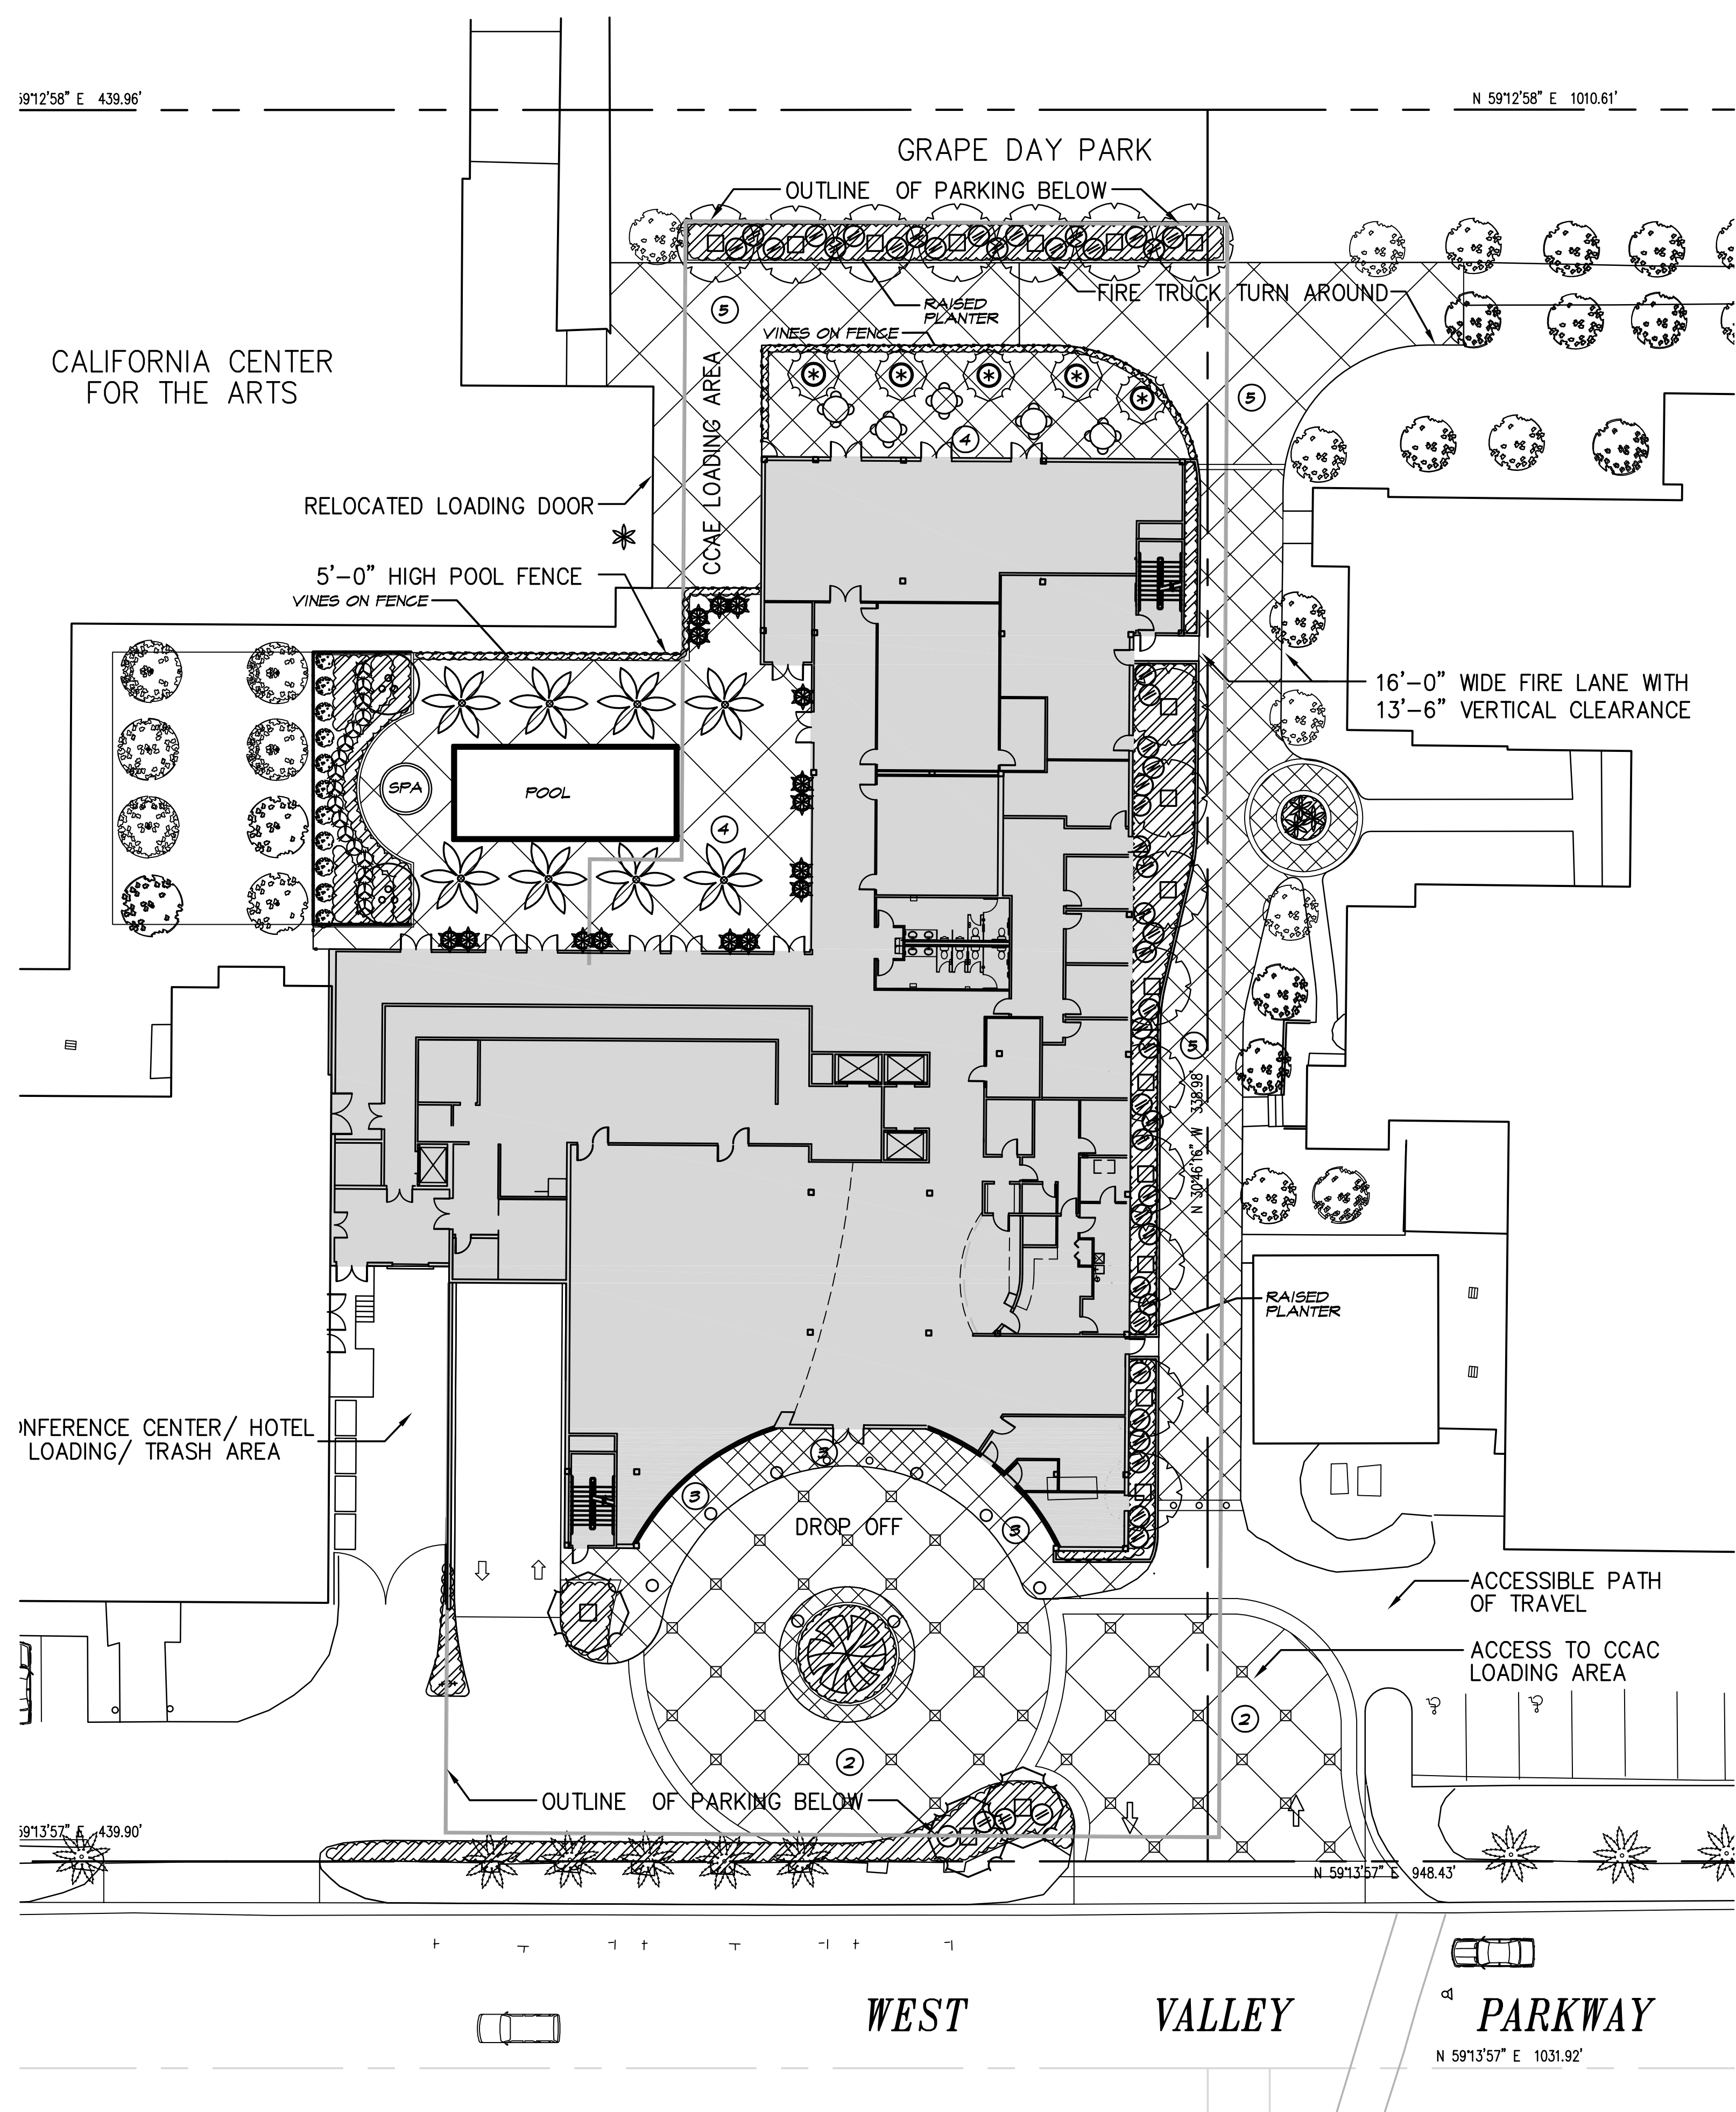 59°12'58" E 439.96'
N 59°12'58" E 1010.61'
GRAPE DAY PARK
OUTLINE OF PARKING BELOW
5
RAISED
PLANTER
FIRE TRUCK TURN AROUND
VINES ON FENCE
CALIFORNIA CENTER
FOR THE ARTS
CCAE LOADING AREA
5
4
RELOCATED LOADING DOOR
5'-0" HIGH POOL FENCE
VINES ON FENCE
16'-0" WIDE FIRE LANE WITH
13'-6" VERTICAL CLEARANCE
SPA
POOL
4
5
N 30°46'16" W 338.98'
RAISED
PLANTER
ONFERENCE CENTER/ HOTEL
LOADING/ TRASH AREA
3
3
3
DROP OFF
ACCESSIBLE PATH
OF TRAVEL
ACCESS TO CCAC
LOADING AREA
2
2
OUTLINE OF PARKING BELOW
59°13'57" E 439.90'
N 59°13'57" E 948.43'
WEST VALLEY PARKWAY
N 59°13'57" E 1031.92'